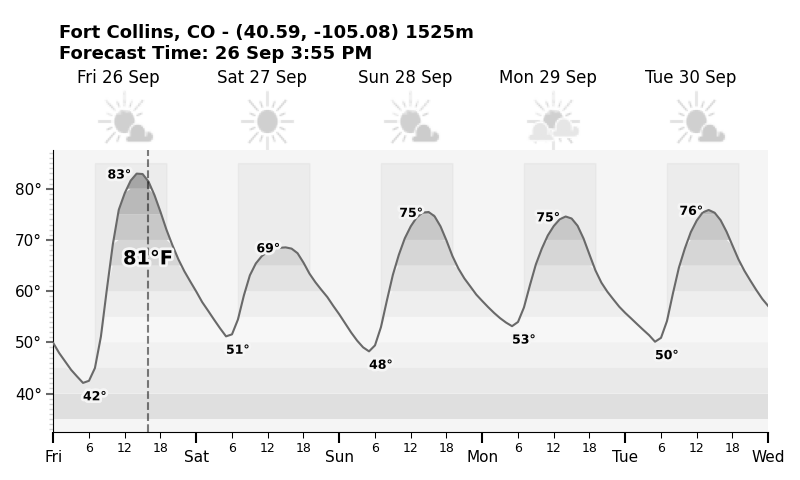 Fort Collins, CO - (40.59, -105.08) 1525m
Forecast Time: 26 Sep 3:55 PM
Fri 26 Sep Sat 27 Sep Sun 28 Sep Mon 29 Sep Tue 30 Sep
80°
70°
60°
50°
40°
83°
69°
75°
75°
76°
81°F
42°
51°
48°
53°
50°
6 12 18 6 12 18 6 12 18 6 12 18 6 12 18
Fri Sat Sun Mon Tue Wed